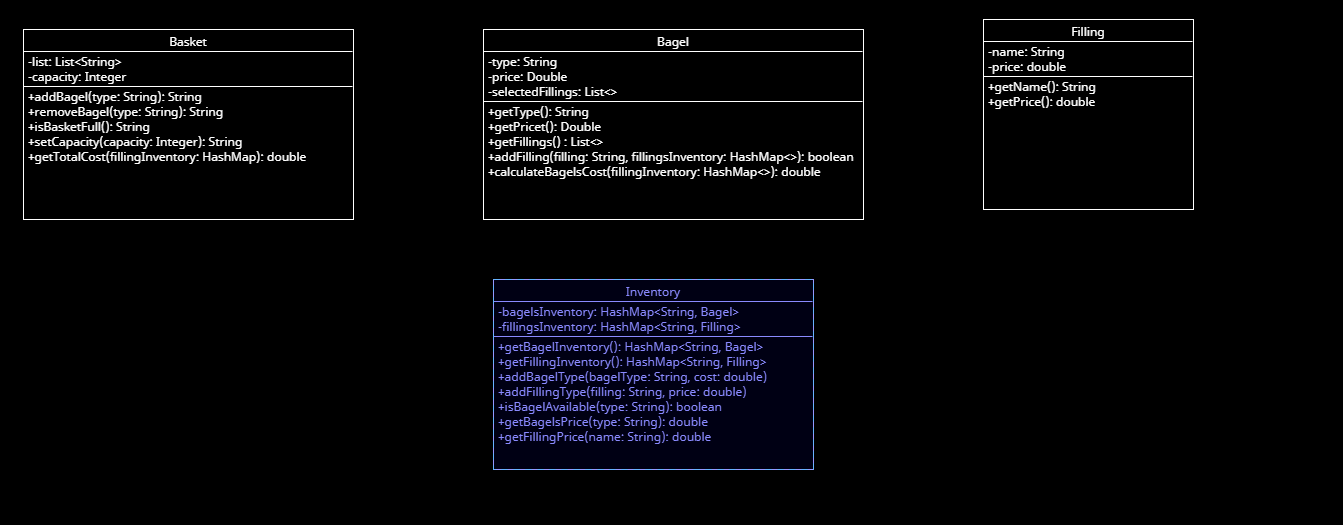 Basket
-list: List<String>
-capacity: Integer
+addBagel(type: String): String
+removeBagel(type: String): String
+isBasketFull(): String
+setCapacity(capacity: Integer): String
+getTotalCost(fillingInventory: HashMap): double
Bagel
-type: String
-price: Double
-selectedFillings: List<>
+getType(): String
+getPricet(): Double
+getFillings() : List<>
+addFilling(filling: String, fillingsInventory: HashMap<>): boolean
+calculateBagelsCost(fillingInventory: HashMap<>): double
Filling
-name: String
-price: double
+getName(): String
+getPrice(): double
Inventory
-bagelsInventory: HashMap<String, Bagel>
-fillingsInventory: HashMap<String, Filling>
+getBagelInventory(): HashMap<String, Bagel>
+getFillingInventory(): HashMap<String, Filling>
+addBagelType(bagelType: String, cost: double)
+addFillingType(filling: String, price: double)
+isBagelAvailable(type: String): boolean
+getBagelsPrice(type: String): double
+getFillingPrice(name: String): double